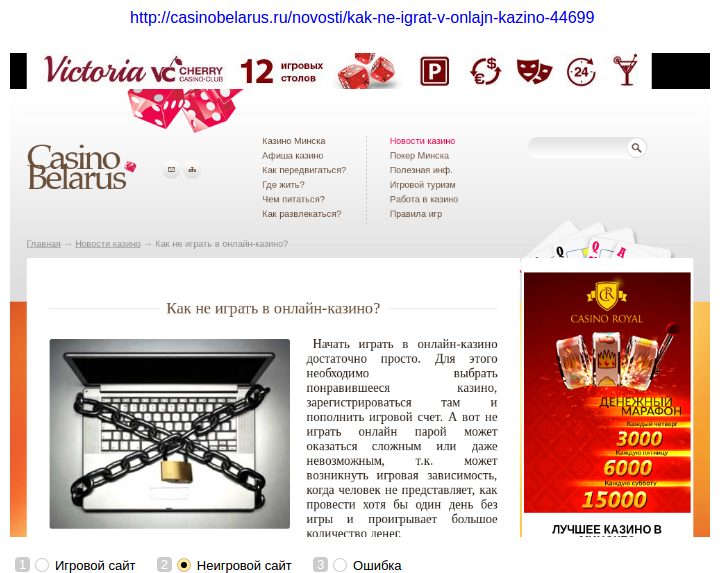 http://casinobelarus.ru/novosti/kak-ne-igrat-v-onlajn-kazino-44699
Victoria VC CHERRY CASINO·CLUB 12 игровых столов P € $ 24
Casino Belarus
Казино Минска
Афиша казино
Как передвигаться?
Где жить?
Чем питаться?
Как развлекаться?
Новости казино
Покер Минска
Полезная инф.
Игровой туризм
Работа в казино
Правила игр
Главная → Новости казино → Как не играть в онлайн-казино?
Q Q A
Как не играть в онлайн-казино?
Начать играть в онлайн-казино
достаточно просто. Для этого
необходимо выбрать
понравившееся казино,
зарегистрироваться там и
пополнить игровой счет. А вот не
играть онлайн парой может
оказаться сложным или даже
невозможным, т.к. может
возникнуть игровая зависимость,
когда человек не представляет, как
провести хотя бы один день без
игры и проигрывает большое
количество денег.
CR
CASINO ROYAL
ДЕНЕЖНЫЙ
МАРАФОН
Каждый четверг
3000
Каждую пятницу
6000
Каждую субботу
15000
ЛУЧШЕЕ КАЗИНО В
1 Игровой сайт 2 Неигровой сайт 3 Ошибка